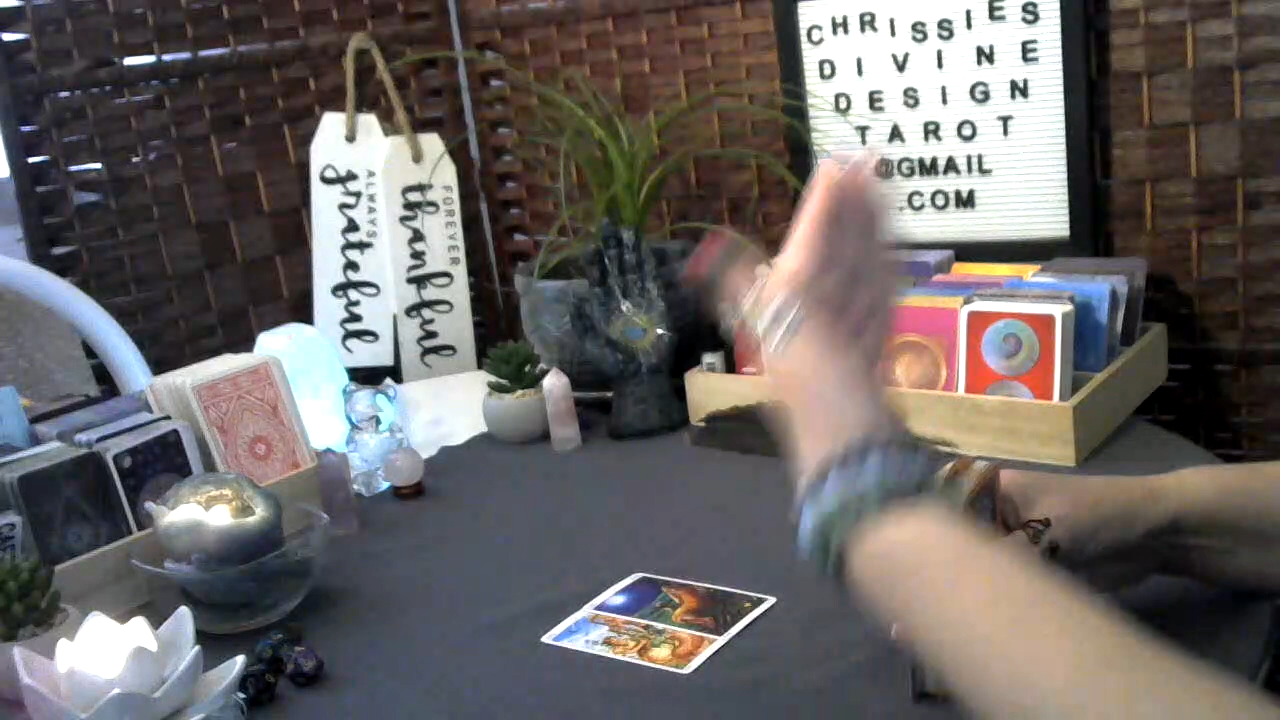 CHRISSIES
DIVINE
DESIGN
TAROT
@GMAIL
.COM
ALWAYS
grateful
FOREVER
thankful